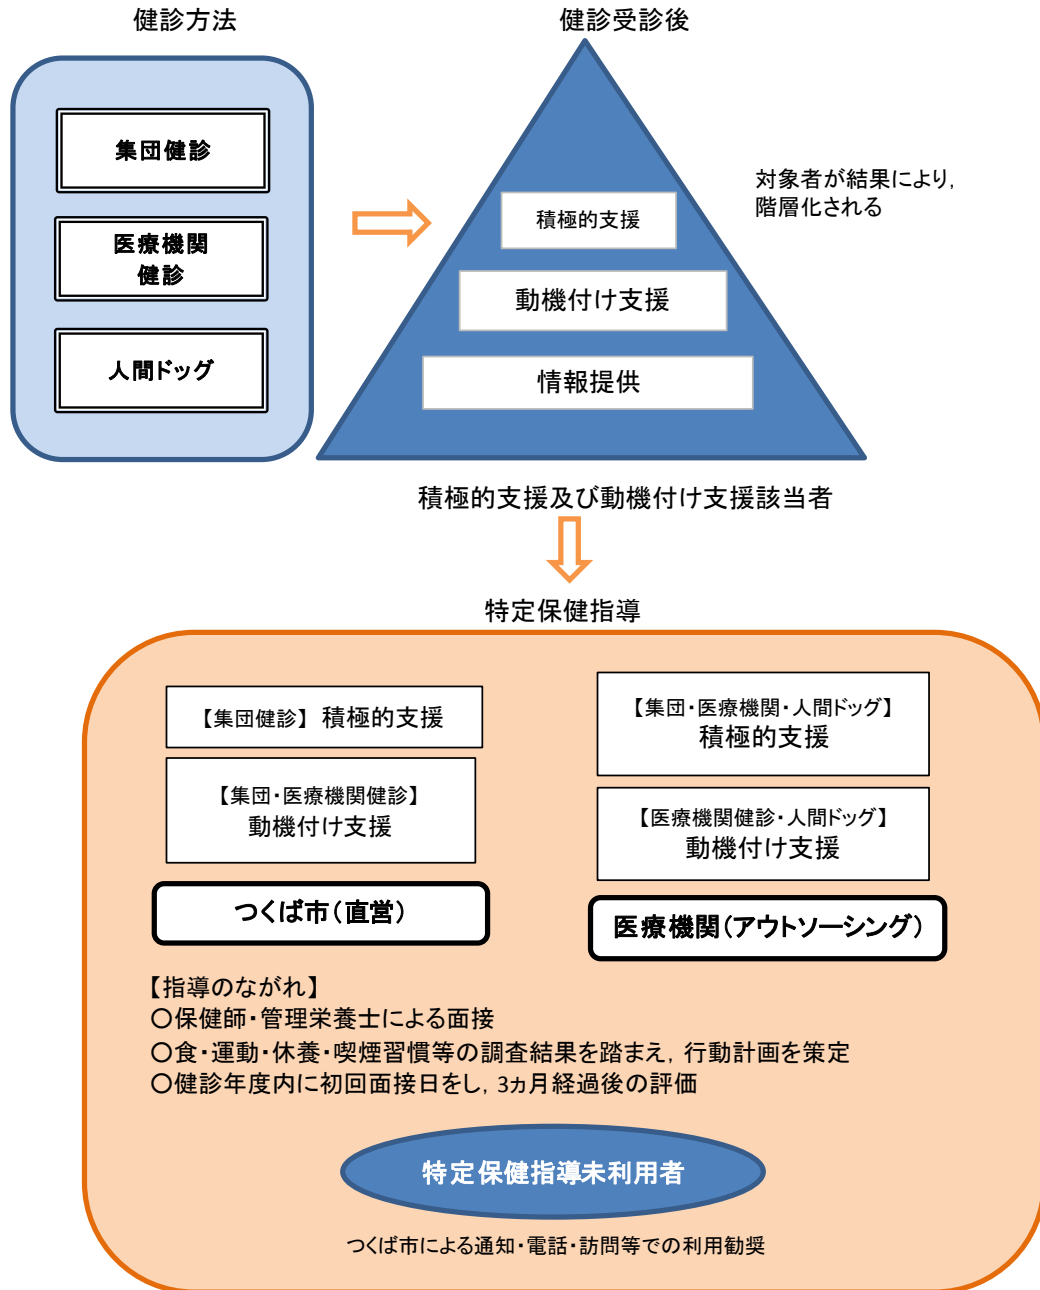 健診方法
健診受診後
集団健診
医療機関
健診
人間ドッグ
積極的支援
動機付け支援
情報提供
対象者が結果により，
階層化される
積極的支援及び動機付け支援該当者
特定保健指導
【集団健診】 積極的支援
【集団・医療機関健診】
動機付け支援
つくば市（直営）
【集団・医療機関・人間ドッグ】
積極的支援
【医療機関健診・人間ドッグ】
動機付け支援
医療機関（アウトソーシング）
【指導のながれ】
○保健師・管理栄養士による面接
○食・運動・休養・喫煙習慣等の調査結果を踏まえ，行動計画を策定
○健診年度内に初回面接日をし，3ヵ月経過後の評価
特定保健指導未利用者
つくば市による通知・電話・訪問等での利用勧奨